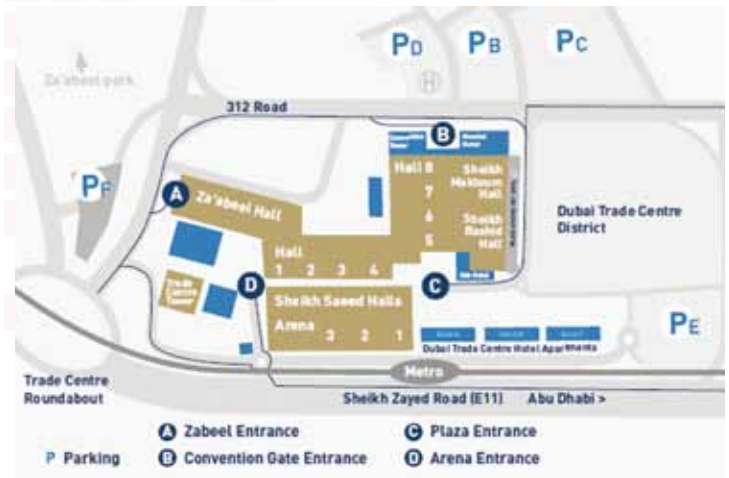 PD
PB
PC
H
Za'abeel park
312 Road
B
PF
A
Za'abeel Hall
Hall 8
7
6
5
Sheikh
Maktoum
Hall
Sheikh
Rashid
Hall
Dubai Trade Centre
District
Hall
1 2 3 4
Trade
Centre
Tower
D
C
Sheikh Saeed Halls
Arena 3 2 1
PE
Dubai Trade Centre Hotel Apartments
Metro
Trade Centre
Roundabout
Sheikh Zayed Road (E11) Abu Dhabi >
A Zabeel Entrance C Plaza Entrance
P Parking B Convention Gate Entrance D Arena Entrance